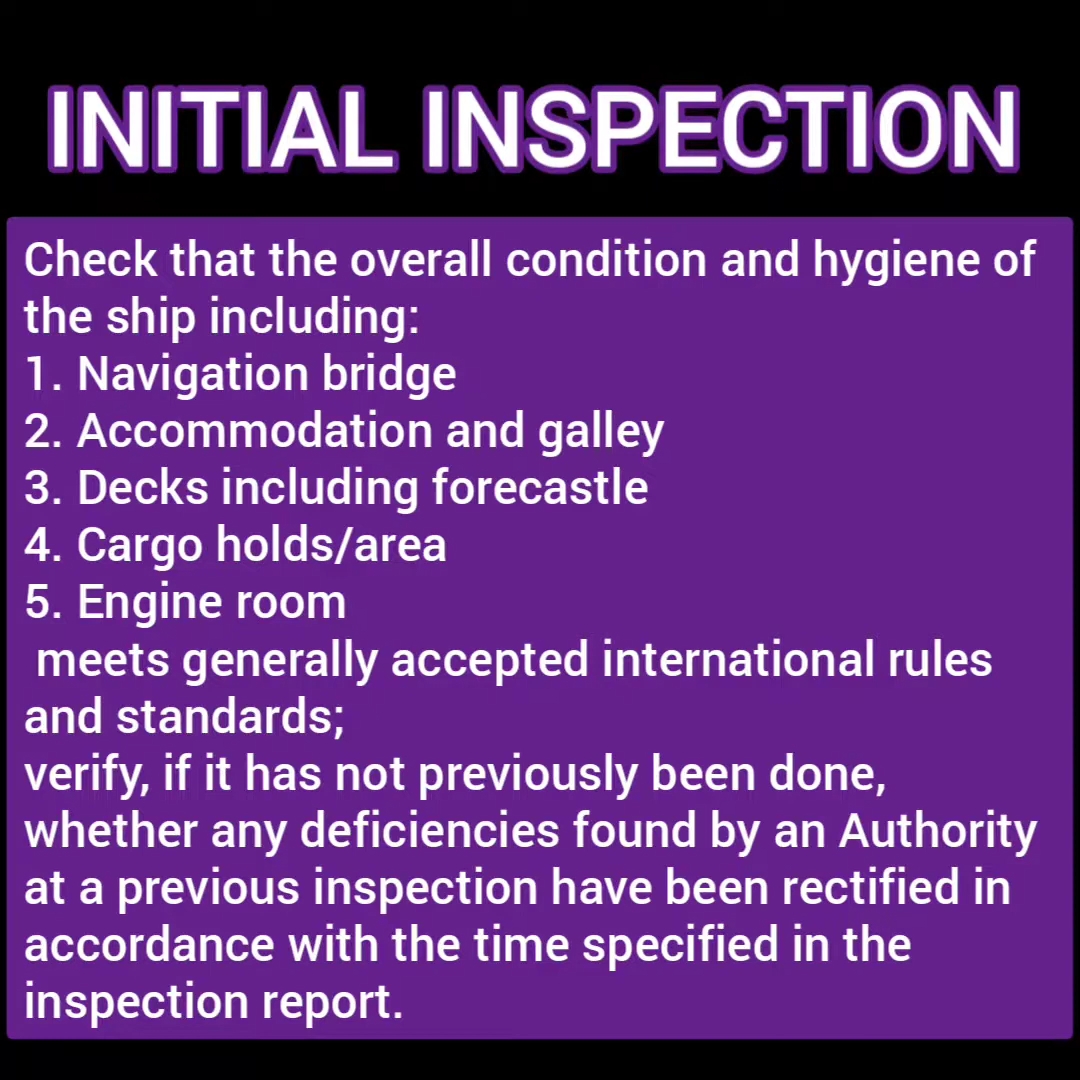 INITIAL INSPECTION
Check that the overall condition and hygiene of
the ship including:
1. Navigation bridge
2. Accommodation and galley
3. Decks including forecastle
4. Cargo holds/area
5. Engine room
meets generally accepted international rules
and standards;
verify, if it has not previously been done,
whether any deficiencies found by an Authority
at a previous inspection have been rectified in
accordance with the time specified in the
inspection report.